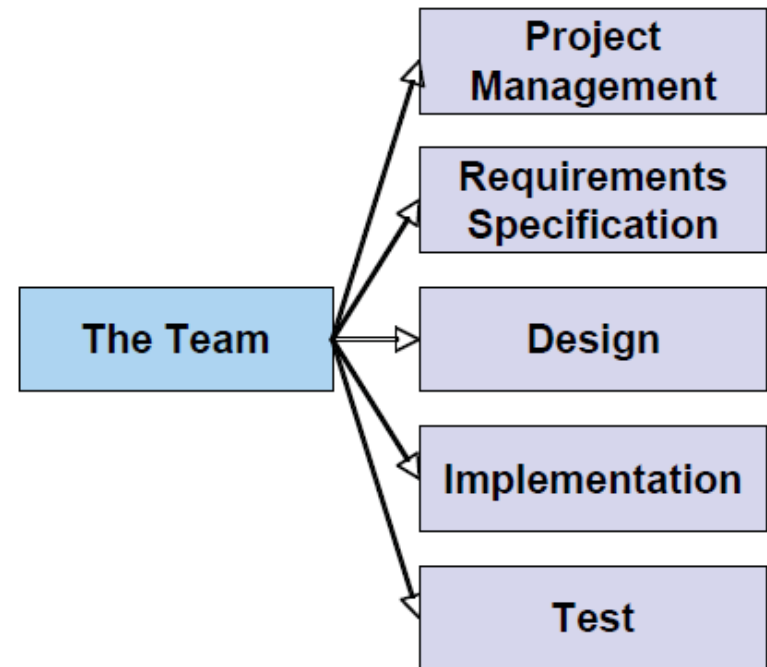 Project
Management
Requirements
Specification
The Team
Design
Implementation
Test